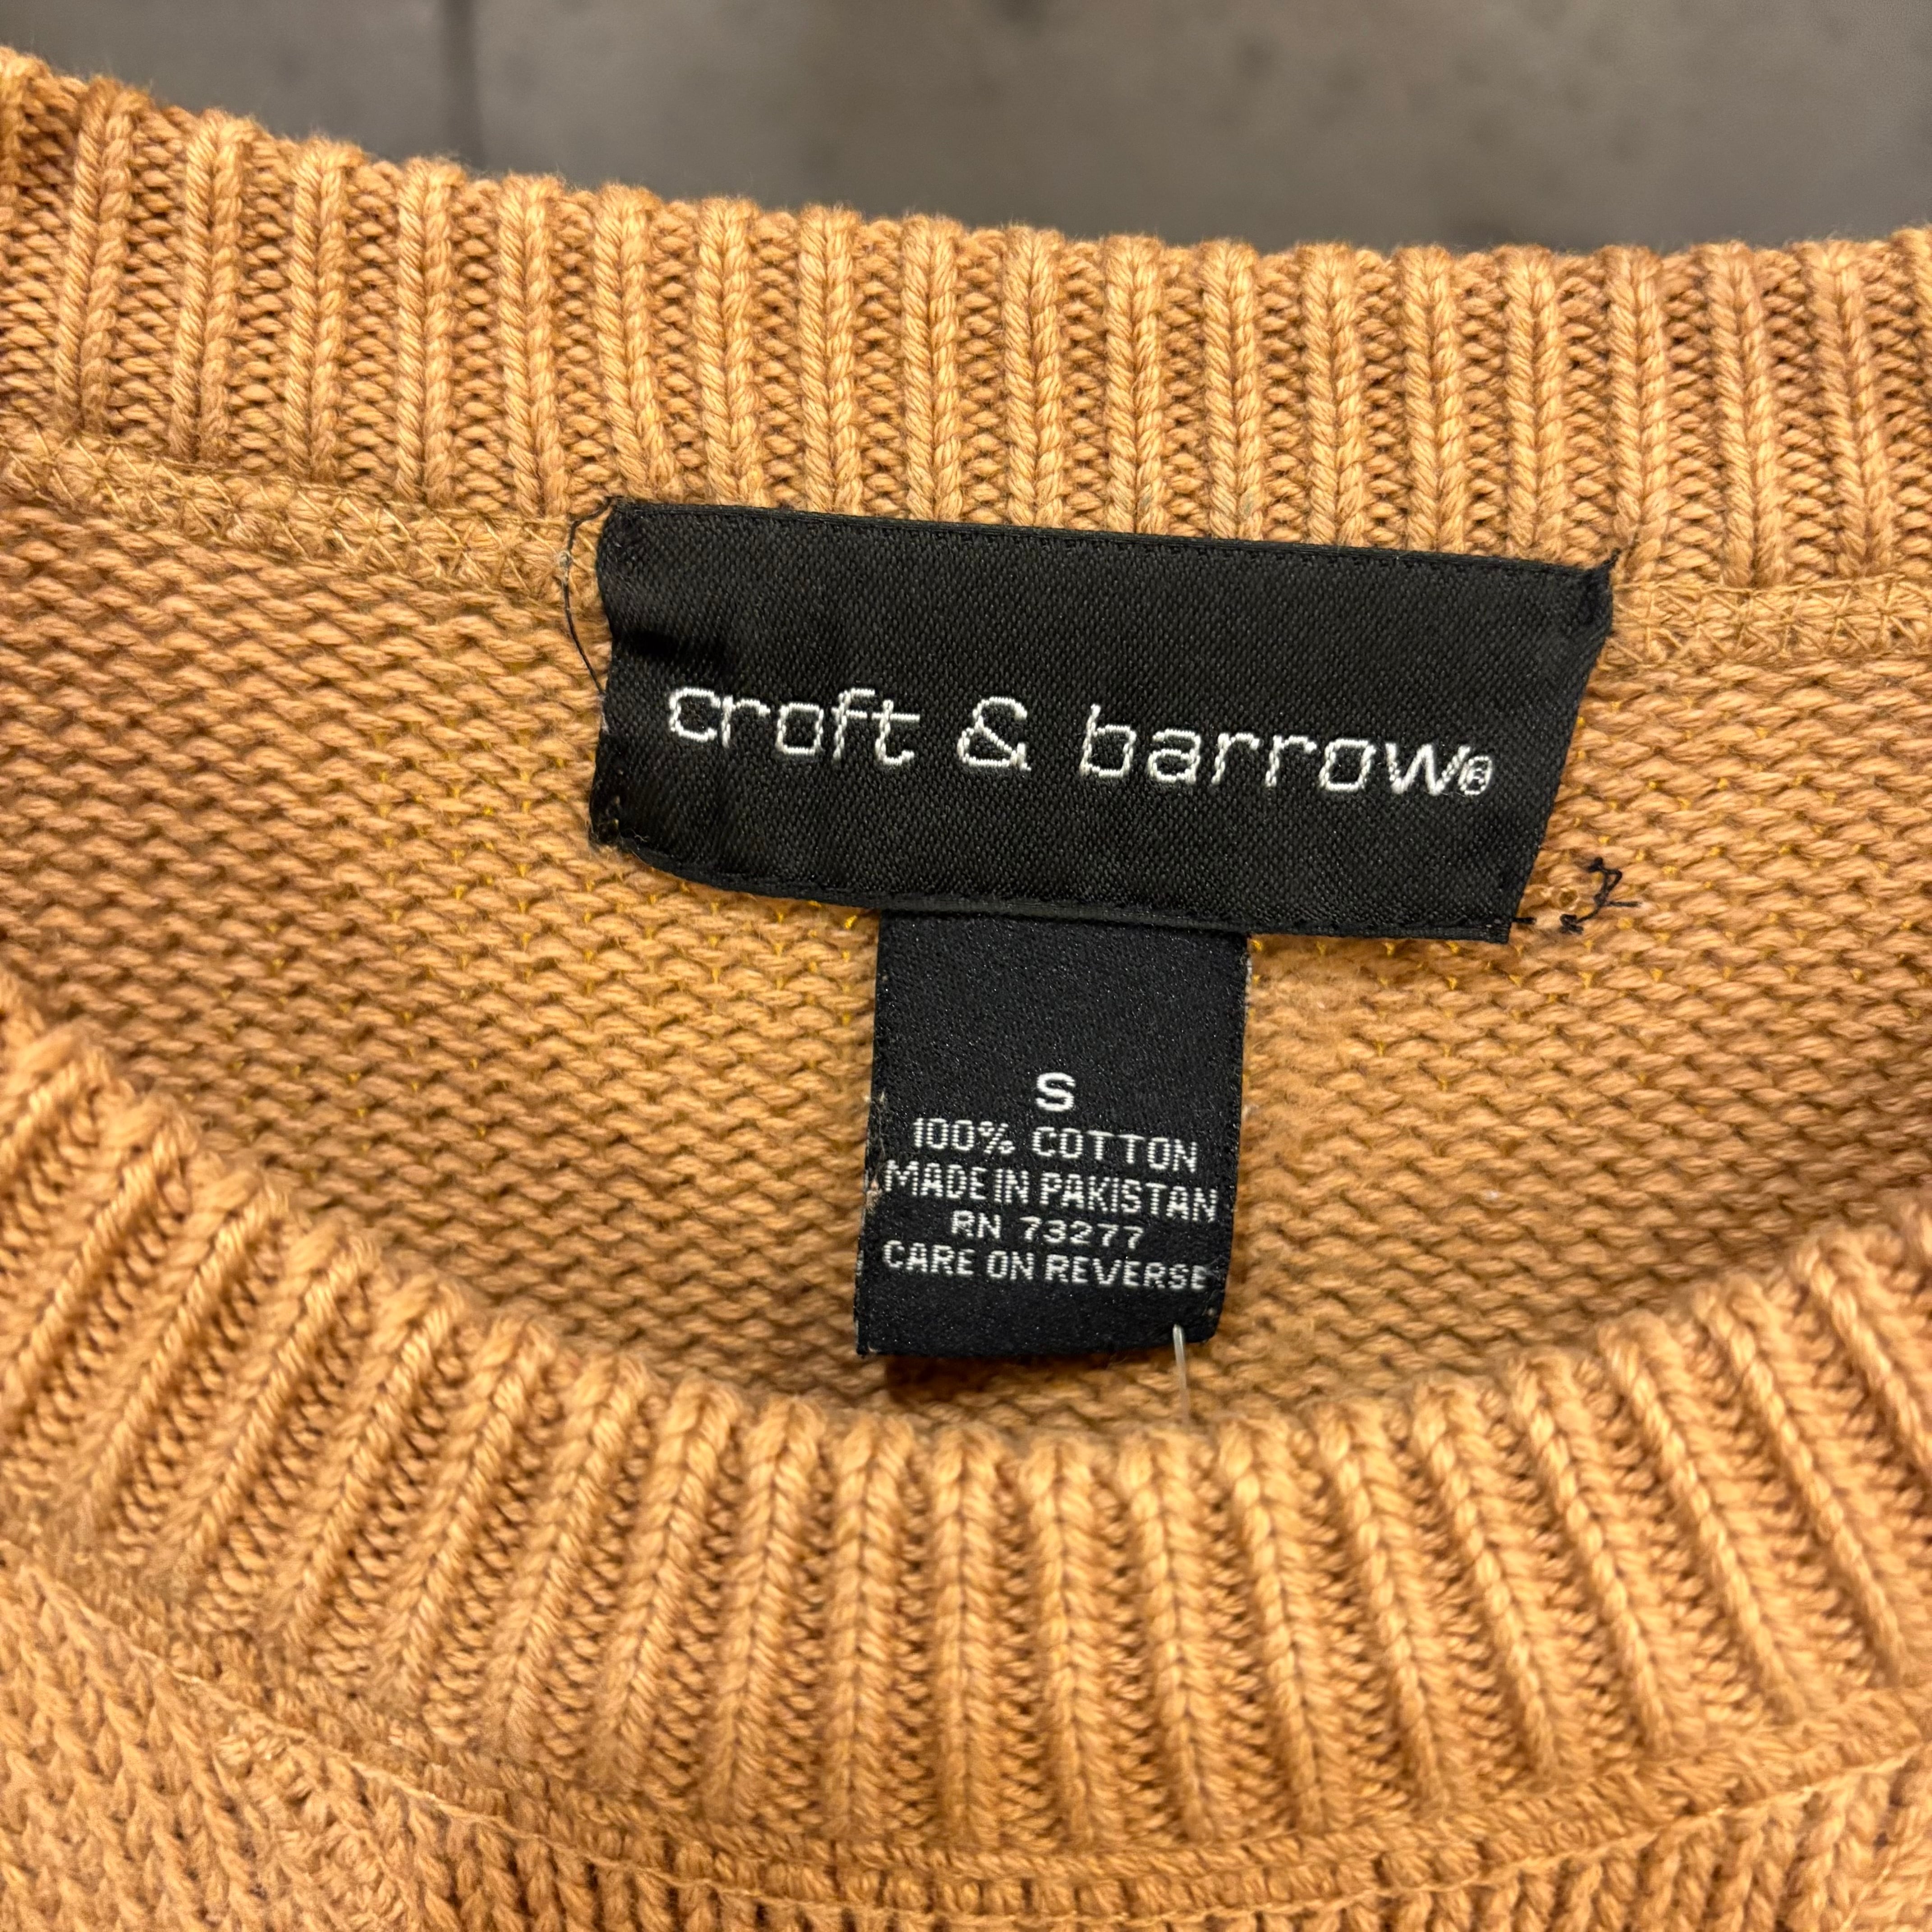 croft & barrow®
S
100% COTTON
MADE IN PAKISTAN
RN 73277
CARE ON REVERSE